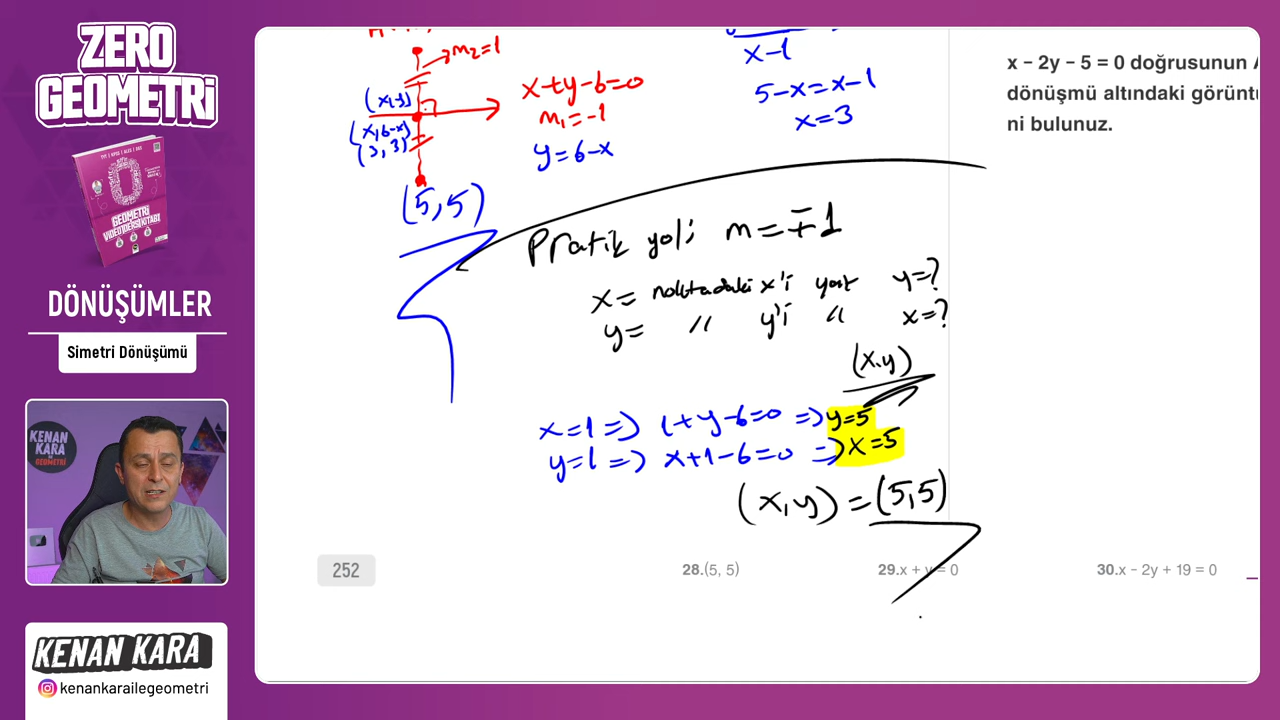 ZERO
GEOMETRİ
GEOMETRİ
VİDEO DERS KİTABI
DÖNÜŞÜMLER
Simetri Dönüşümü
KENAN
KARA
KENAN KARA
kenankarailegeometri
m₂=1
(x,y)
(x,6-x)
(3,3)
(5,5)
x+y-6=0
m₁=-1
y=6-x
x-1
5-x=x-1
x=3
x - 2y - 5 = 0 doğrusunun A
dönüşmü altındaki görüntü
ni bulunuz.
Pratik yol: m=∓1
x= noktadaki x'i yaz y=?
y= " y'i " x=?
(x,y)
x=1 => 1+y-6=0 => y=5
y=1 => x+1-6=0 => x=5
(x,y)=(5,5)
252
28.(5, 5)
29.x + y = 0
30.x - 2y + 19 = 0